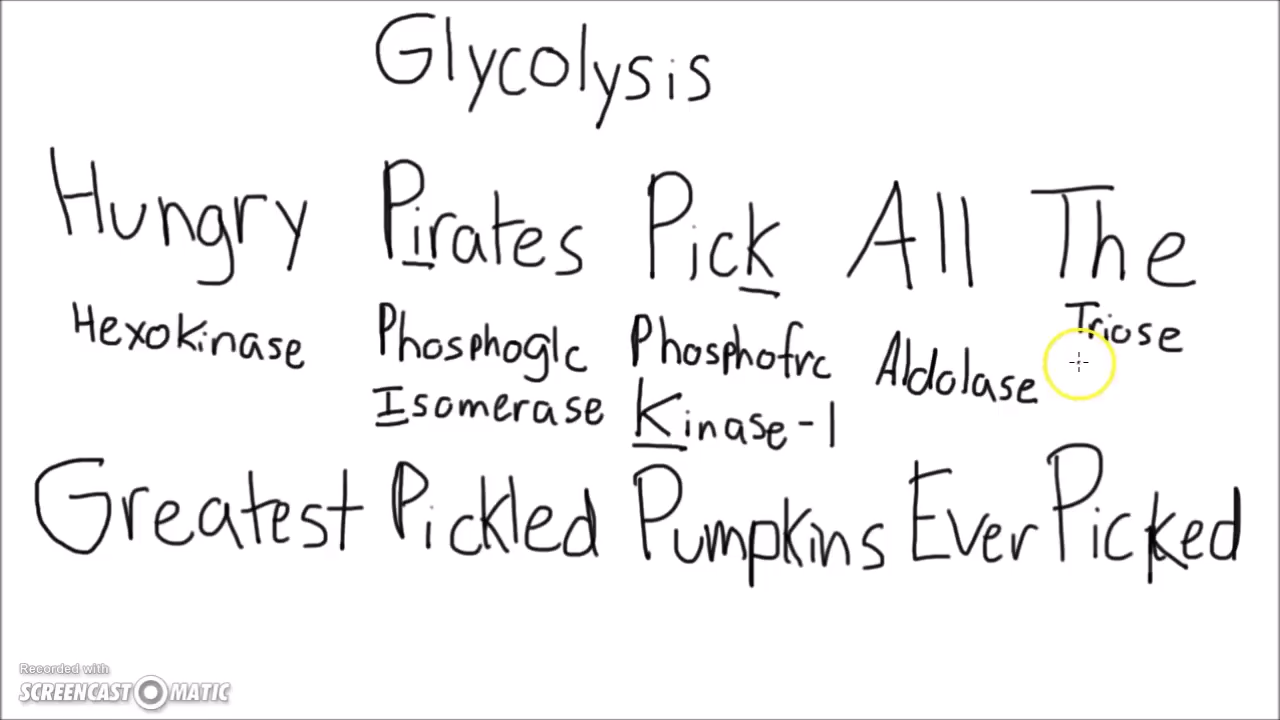 Glycolysis
Hungry Pirates Pick All The
Hexokinase Phosphoglc Phosphofrc Aldolase Triose
Isomerase Kinase-1
Greatest Pickled Pumpkins Ever Picked
Recorded with
SCREENCAST MATIC